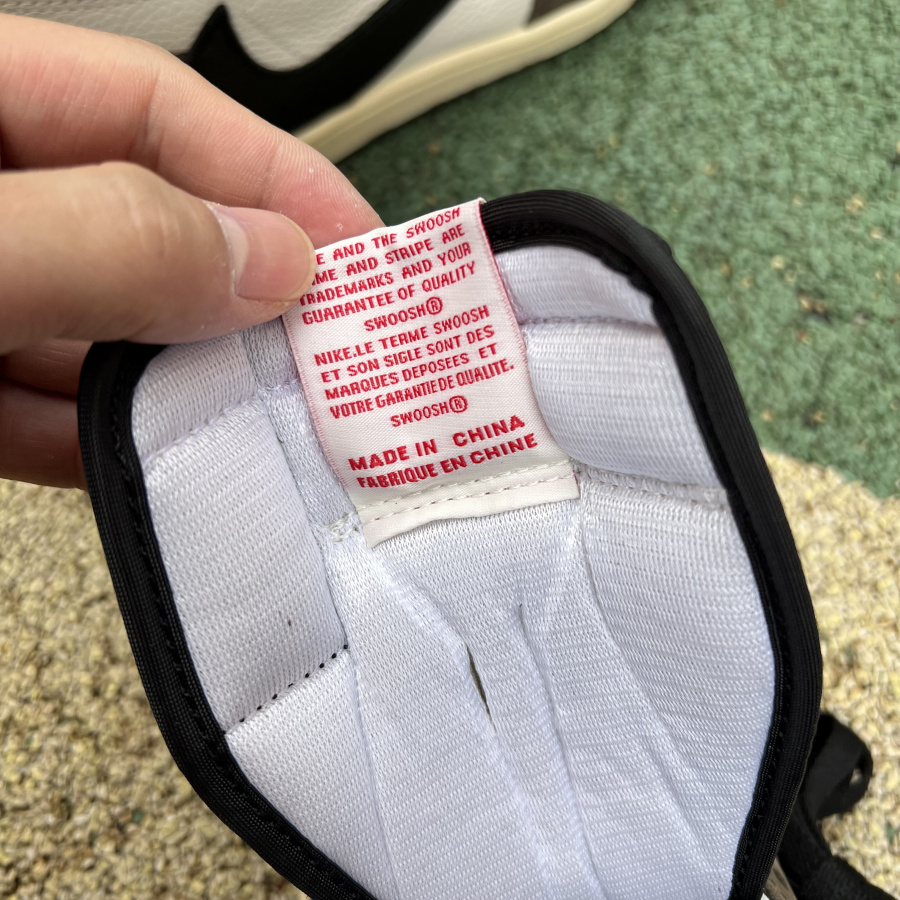 AND THE SWOOSH
AND STRIPE ARE
TRADEMARKS AND YOUR
GUARANTEE OF QUALITY
SWOOSH®
NIKE.LE TERME SWOOSH
ET SON SIGLE SONT DES
MARQUES DEPOSEES ET
VOTRE GARANTIE DE QUALITE.
SWOOSH®
MADE IN CHINA
FABRIQUE EN CHINE